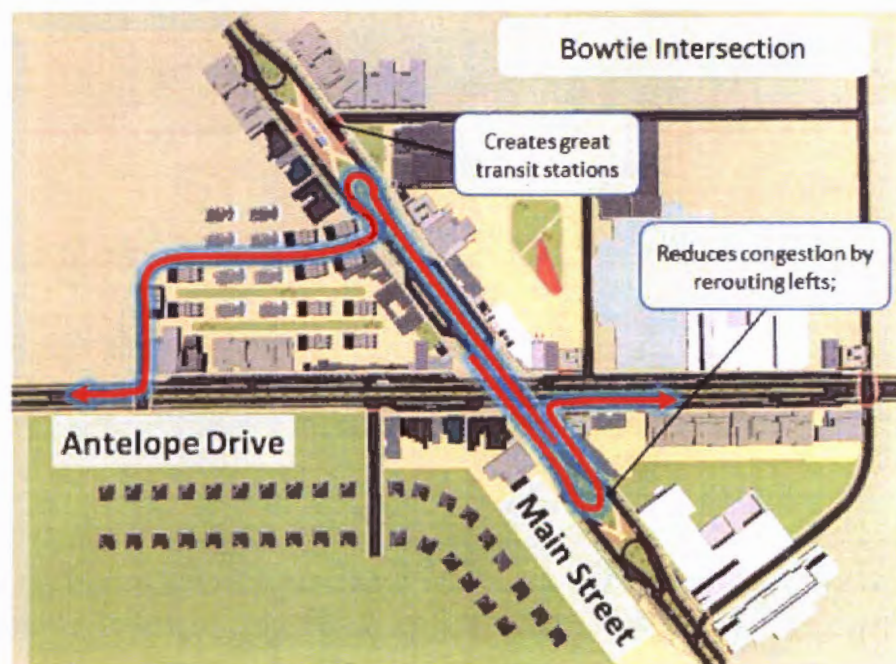 Bowtie Intersection
Creates great
transit stations
Reduces congestion by
rerouting lefts;
Antelope Drive
Main Street